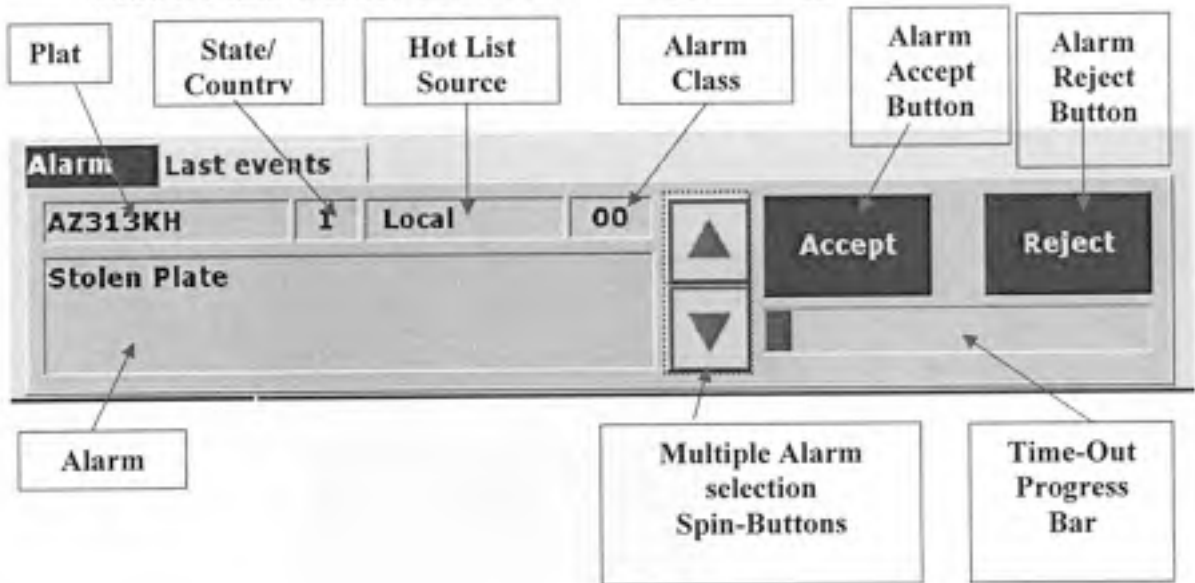 Plat
State/
Country
Hot List
Source
Alarm
Class
Alarm
Accept
Button
Alarm
Reject
Button
Alarm Last events
AZ313KH I Local 00
Accept Reject
Stolen Plate
Alarm
Multiple Alarm
selection
Spin-Buttons
Time-Out
Progress
Bar